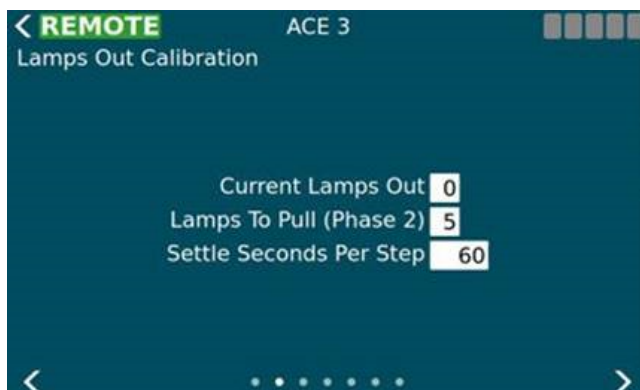 < REMOTE ACE 3
Lamps Out Calibration
Current Lamps Out 0
Lamps To Pull (Phase 2) 5
Settle Seconds Per Step 60
< >